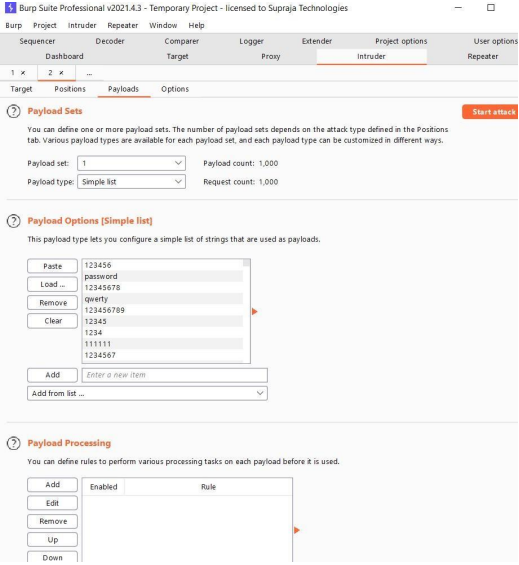 Burp Suite Professional v2021.4.3 - Temporary Project - licensed to Supraja Technologies
Burp Project Intruder Repeater Window Help
Sequencer Decoder Comparer Logger Extender Project options User options
Dashboard Target Proxy Intruder Repeater
1 × 2 × ...
Target Positions Payloads Options
? Payload Sets Start attack
You can define one or more payload sets. The number of payload sets depends on the attack type defined in the Positions
tab. Various payload types are available for each payload set, and each payload type can be customized in different ways.
Payload set: 1 Payload count: 1,000
Payload type: Simple list Request count: 1,000
? Payload Options [Simple list]
This payload type lets you configure a simple list of strings that are used as payloads.
Paste 123456
password
Load ... 12345678
Remove qwerty
123456789
Clear 12345
1234
111111
1234567
Add Enter a new item
Add from list ...
? Payload Processing
You can define rules to perform various processing tasks on each payload before it is used.
Add Enabled Rule
Edit
Remove
Up
Down